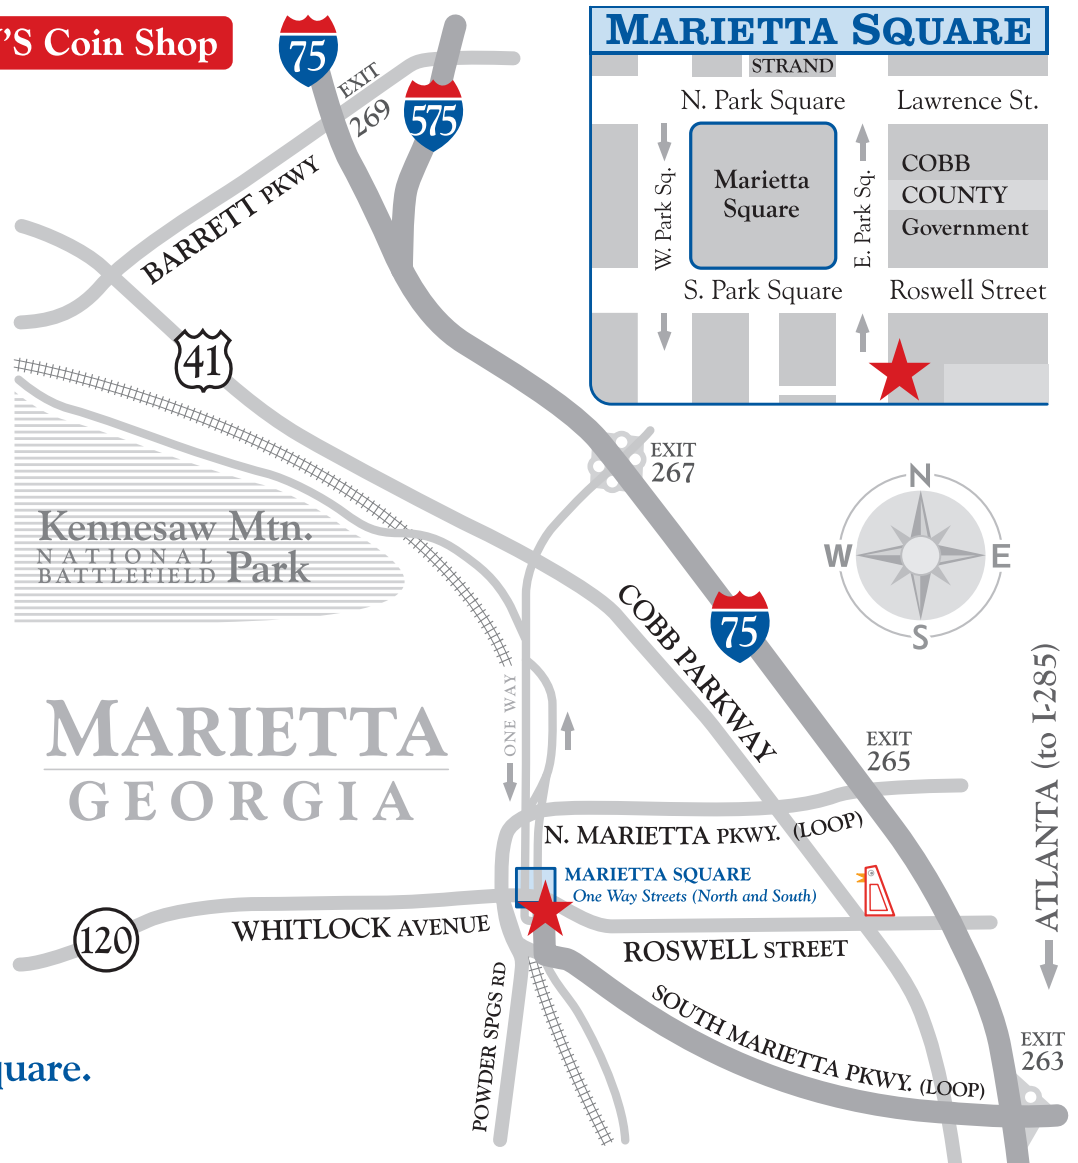 'S Coin Shop
75
EXIT
269
575
BARRETT PKWY
41
MARIETTA SQUARE
STRAND
N. Park Square
Lawrence St.
W. Park Sq.
Marietta
Square
E. Park Sq.
COBB
COUNTY
Government
S. Park Square
Roswell Street
EXIT
267
Kennesaw Mtn.
NATIONAL
BATTLEFIELD Park
N
W
E
S
COBB PARKWAY
75
MARIETTA
GEORGIA
ONE WAY
EXIT
265
ATLANTA (to I-285)
N. MARIETTA PKWY. (LOOP)
MARIETTA SQUARE
One Way Streets (North and South)
120
WHITLOCK AVENUE
ROSWELL STREET
POWDER SPGS RD
SOUTH MARIETTA PKWY. (LOOP)
EXIT
263
quare.